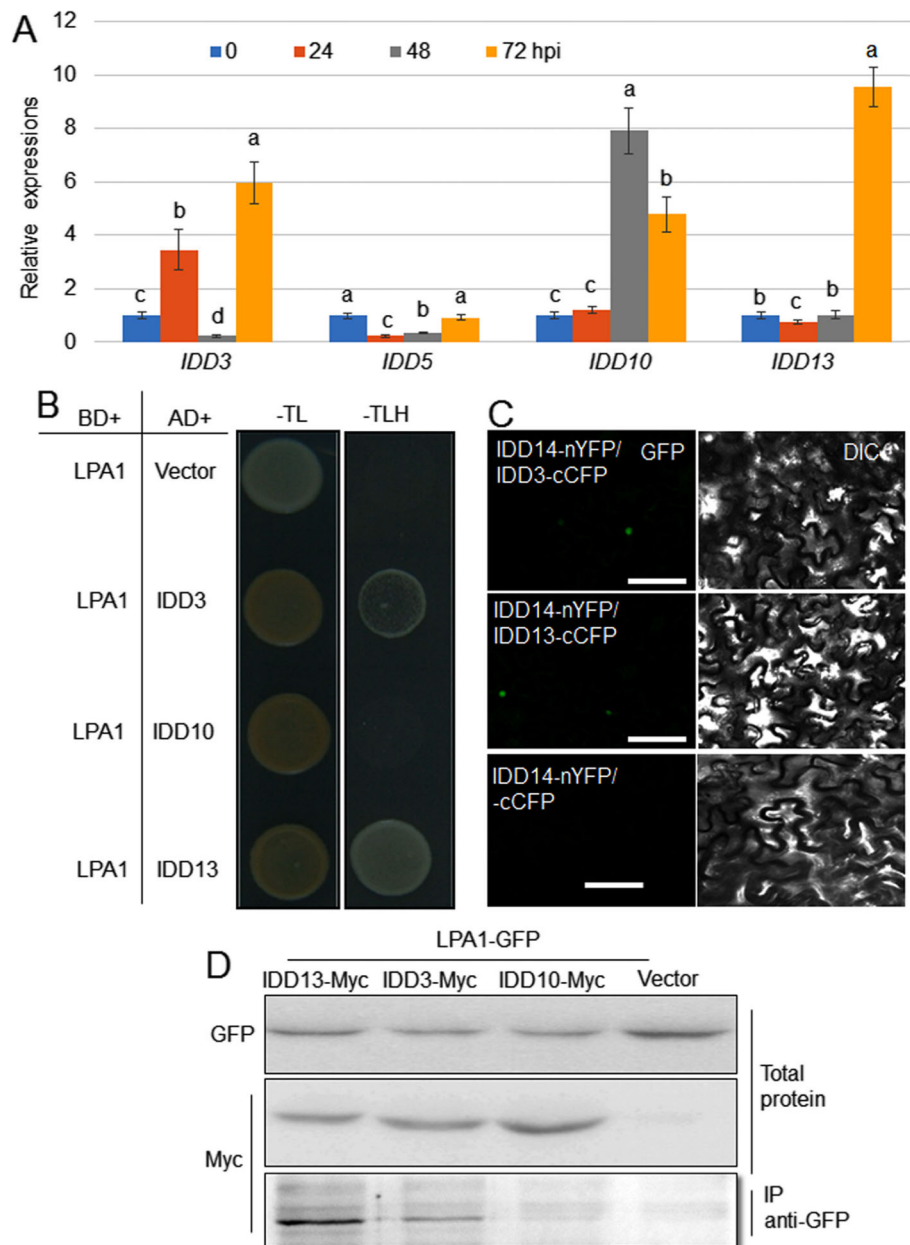 A
12
10
8
6
4
2
0
Relative expressions
0 24 48 72 hpi
c b d a
a c b a
c c a b
b c b a
IDD3 IDD5 IDD10 IDD13
B
BD+ AD+ -TL -TLH
LPA1 Vector
LPA1 IDD3
LPA1 IDD10
LPA1 IDD13
C
IDD14-nYFP/ GFP DIC
IDD3-cCFP
IDD14-nYFP/
IDD13-cCFP
IDD14-nYFP/
-cCFP
D
LPA1-GFP
IDD13-Myc IDD3-Myc IDD10-Myc Vector
GFP
Myc
Total
protein
IP
anti-GFP